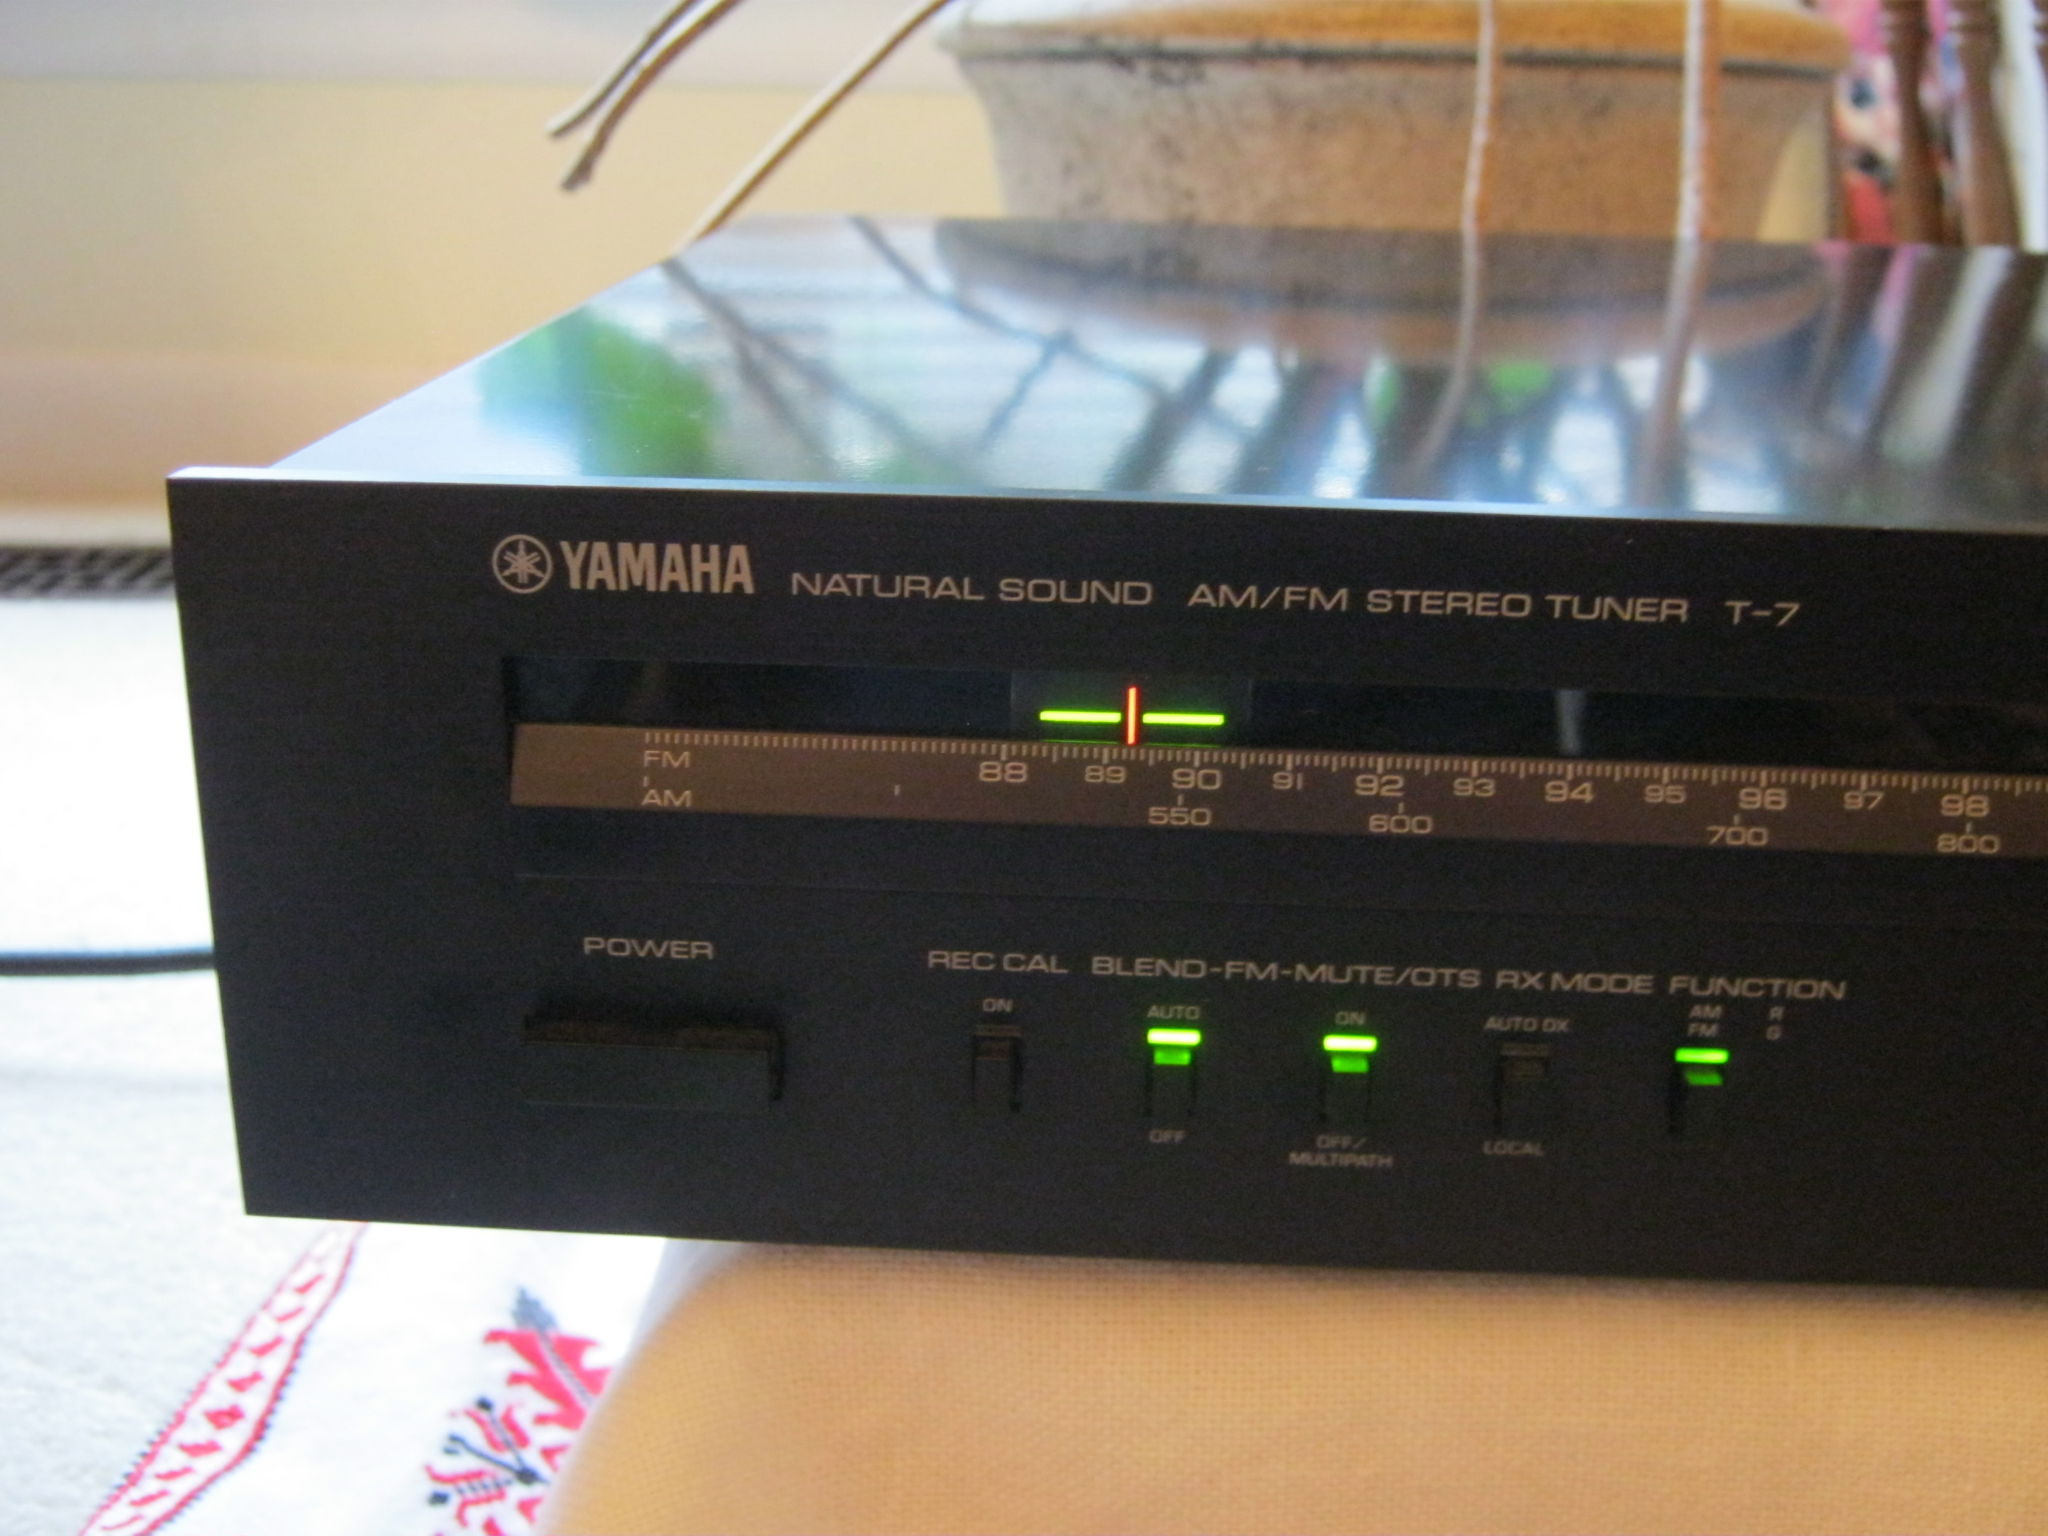 YAMAHA NATURAL SOUND AM/FM STEREO TUNER T-7
FM 88 89 90 91 92 93 94 95 96 97 98
AM 550 600 700 800
POWER REC CAL BLEND-FM-MUTE/OTS RX MODE FUNCTION
ON AUTO ON AUTO DX AM
FM
OFF OFF/ LOCAL
MULTIPATH